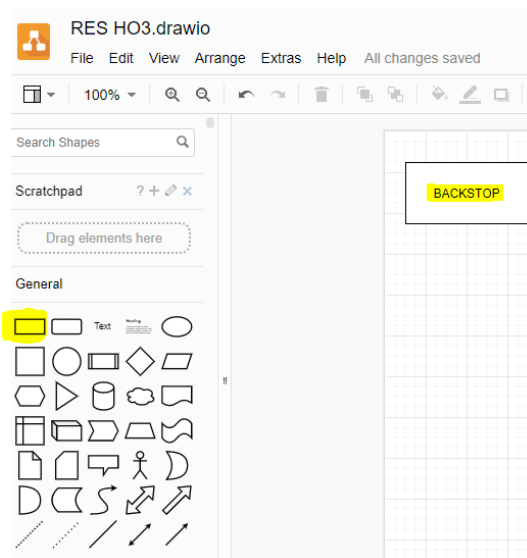 RES HO3.drawio
File Edit View Arrange Extras Help All changes saved
100%
Search Shapes
Scratchpad ?
Drag elements here
General
Text
Heading
BACKSTOP